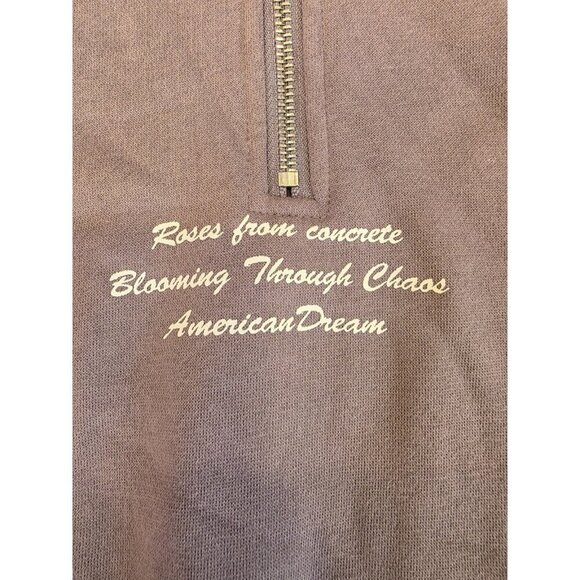 Roses from concrete
Blooming Through Chaos
AmericanDream